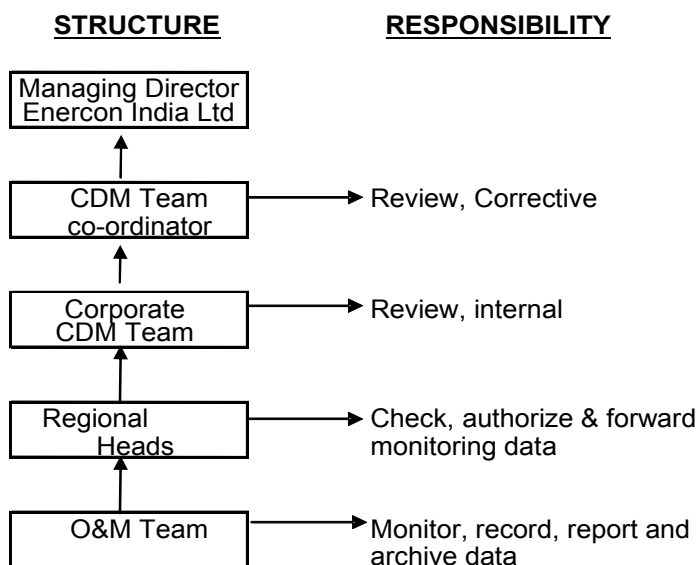 STRUCTURE
RESPONSIBILITY
Managing Director
Enercon India Ltd
CDM Team
co-ordinator
Review, Corrective
Corporate
CDM Team
Review, internal
Regional
Heads
Check, authorize & forward
monitoring data
O&M Team
Monitor, record, report and
archive data